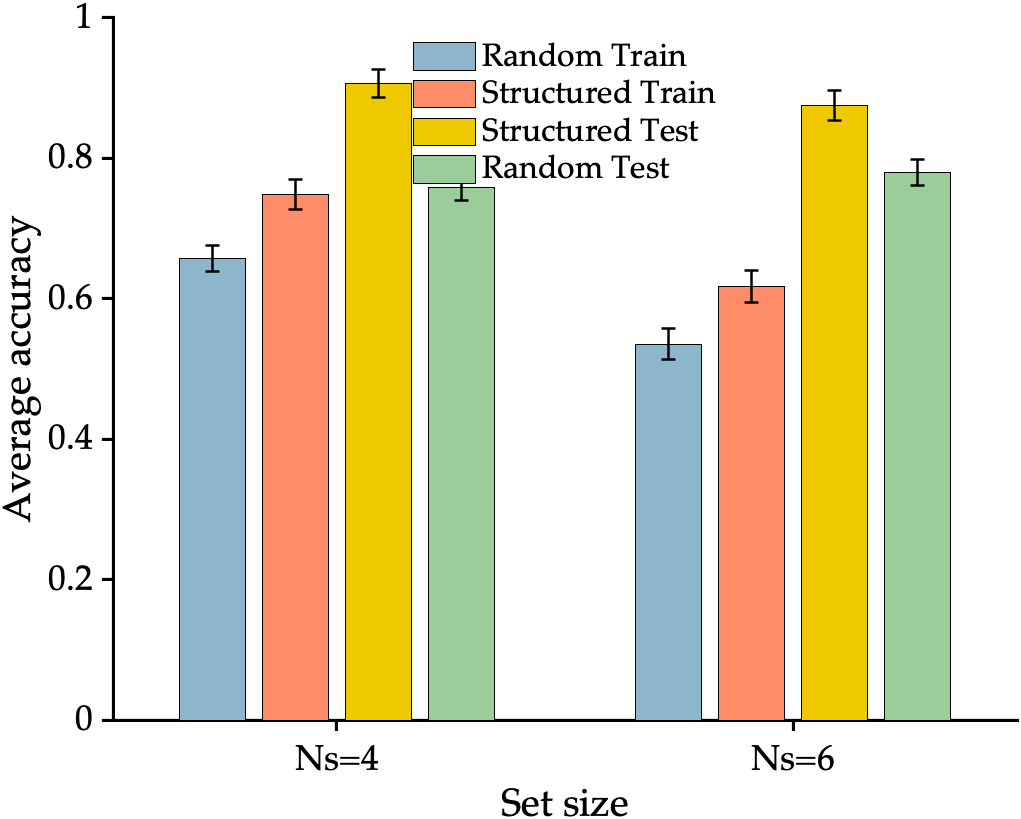 1
0.8
0.6
0.4
0.2
0
Average accuracy
Random Train
Structured Train
Structured Test
Random Test
Ns=4
Ns=6
Set size